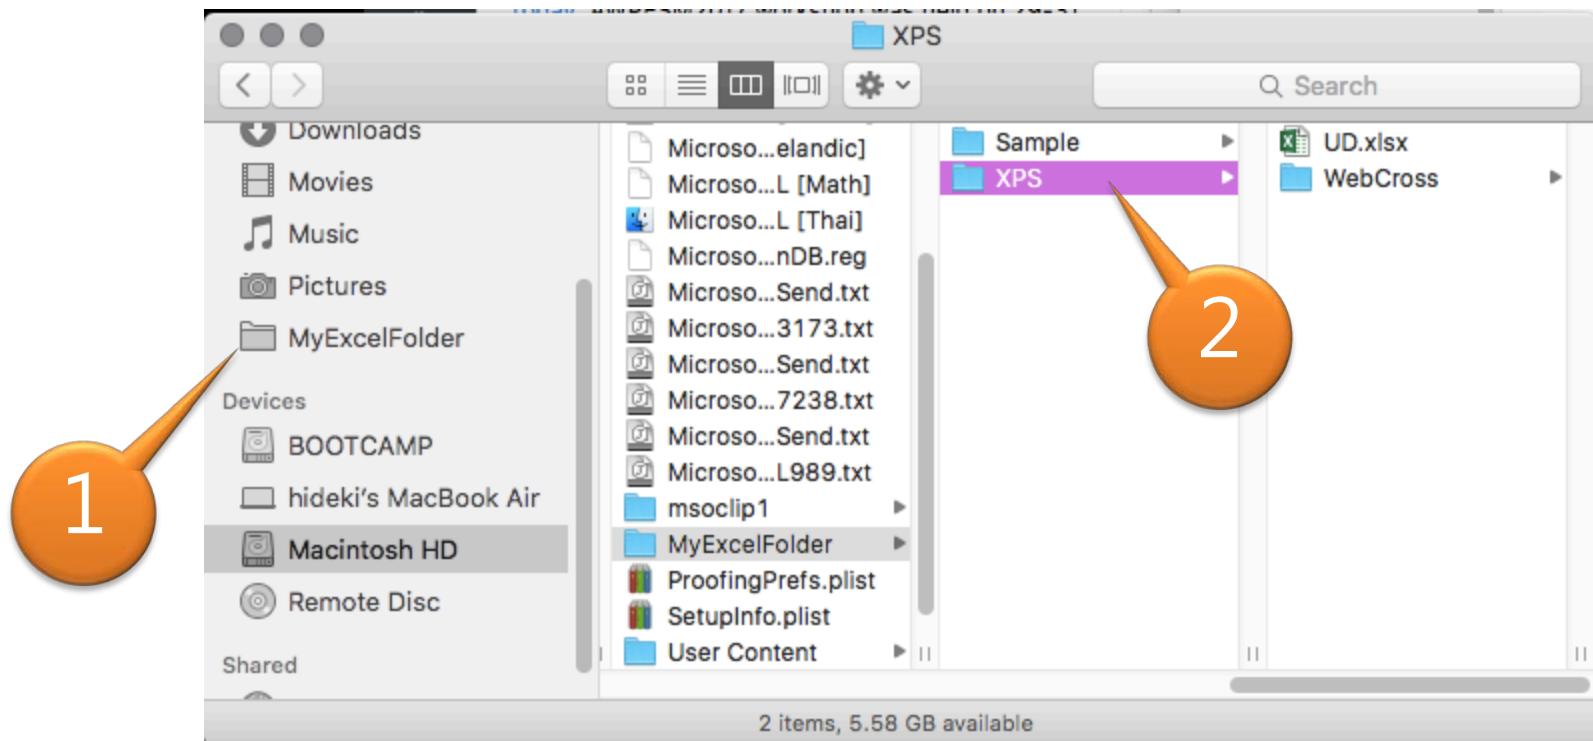 XPS
Search
Downloads
Movies
Music
Pictures
MyExcelFolder
Devices
BOOTCAMP
hideki's MacBook Air
Macintosh HD
Remote Disc
Shared
Microso...elandic]
Microso...L [Math]
Microso...L [Thai]
Microso...nDB.reg
Microso...Send.txt
Microso...3173.txt
Microso...Send.txt
Microso...7238.txt
Microso...Send.txt
Microso...L989.txt
msoclip1
MyExcelFolder
ProofingPrefs.plist
SetupInfo.plist
User Content
Sample
XPS
UD.xlsx
WebCross
1
2
2 items, 5.58 GB available